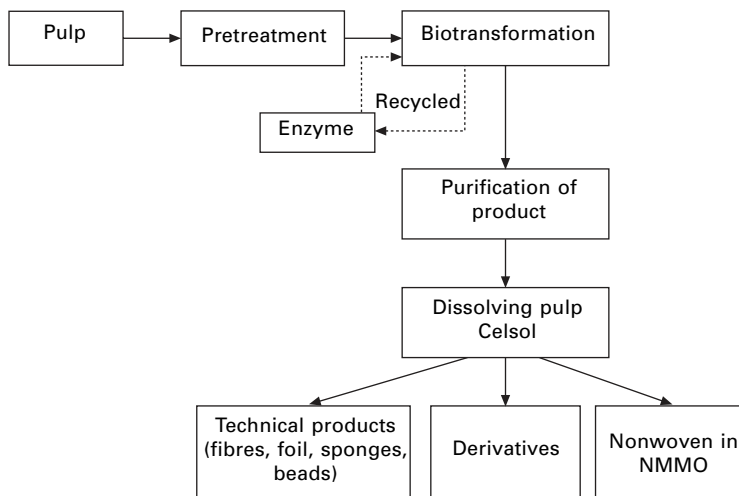 Pulp
Pretreatment
Biotransformation
Recycled
Enzyme
Purification of
product
Dissolving pulp
Celsol
Technical products
(fibres, foil, sponges,
beads)
Derivatives
Nonwoven in
NMMO